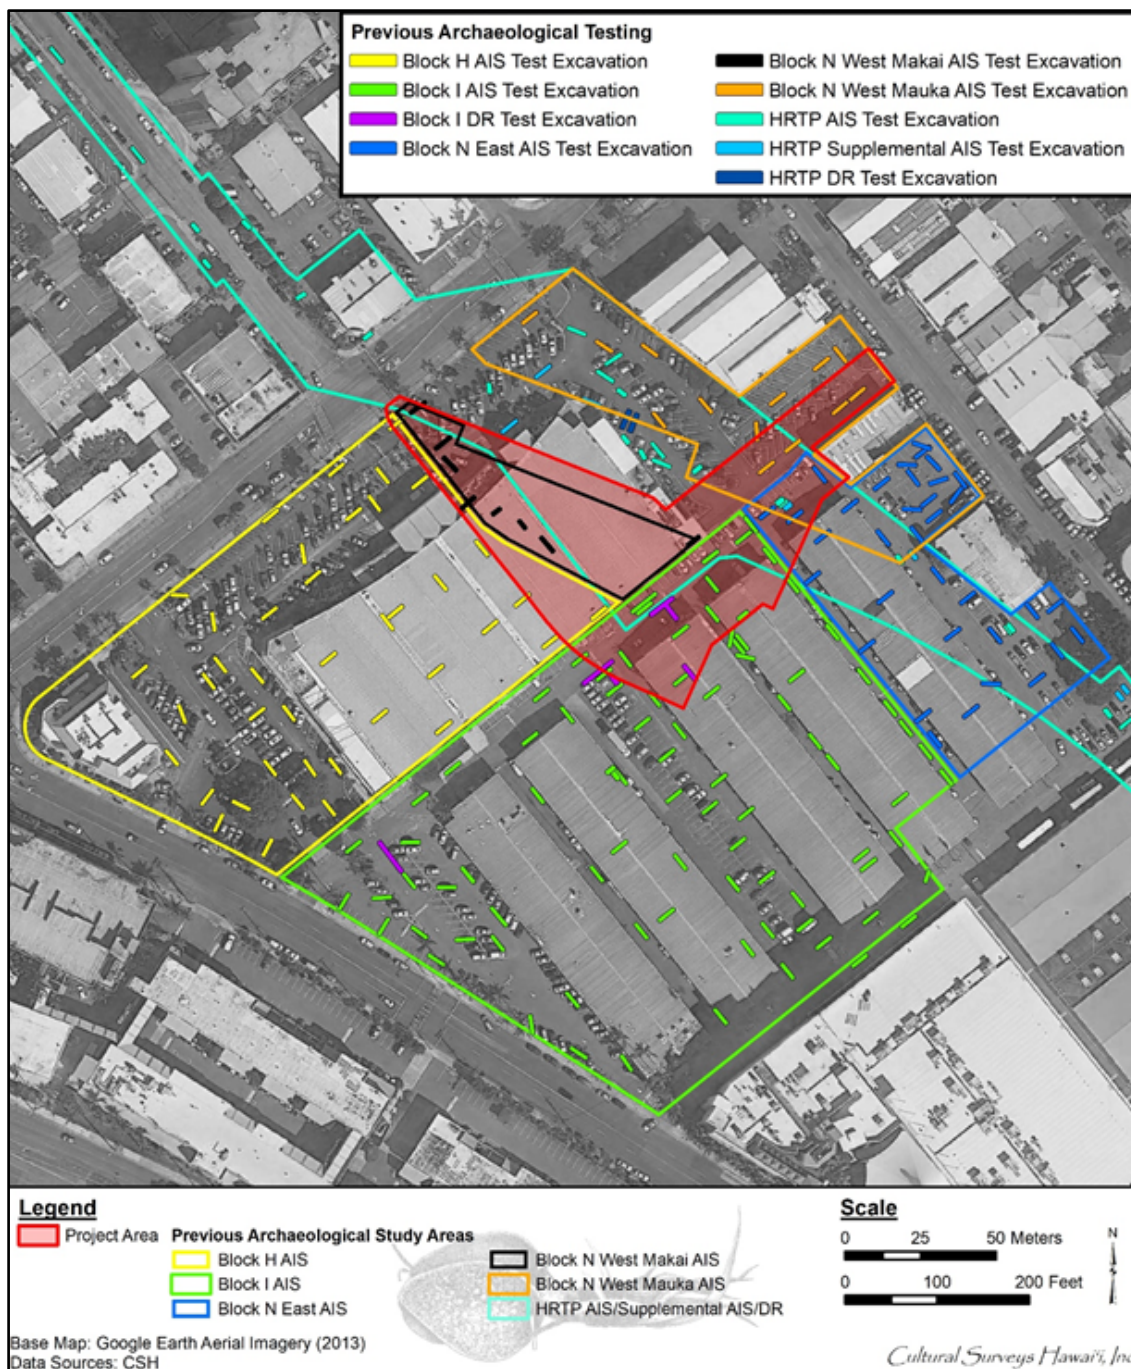 Previous Archaeological Testing
Block H AIS Test Excavation
Block I AIS Test Excavation
Block I DR Test Excavation
Block N East AIS Test Excavation
Block N West Makai AIS Test Excavation
Block N West Mauka AIS Test Excavation
HRTP AIS Test Excavation
HRTP Supplemental AIS Test Excavation
HRTP DR Test Excavation
Legend
Project Area
Previous Archaeological Study Areas
Block H AIS
Block I AIS
Block N East AIS
Block N West Makai AIS
Block N West Mauka AIS
HRTP AIS/Supplemental AIS/DR
Scale
0 25 50 Meters
0 100 200 Feet
N
Base Map: Google Earth Aerial Imagery (2013)
Data Sources: CSH
Cultural Surveys Hawai'i, Inc